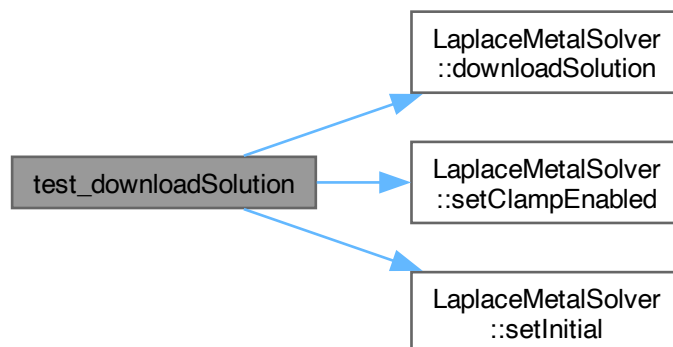 LaplaceMetalSolver
::downloadSolution
test_downloadSolution
LaplaceMetalSolver
::setClampEnabled
LaplaceMetalSolver
::setInitial